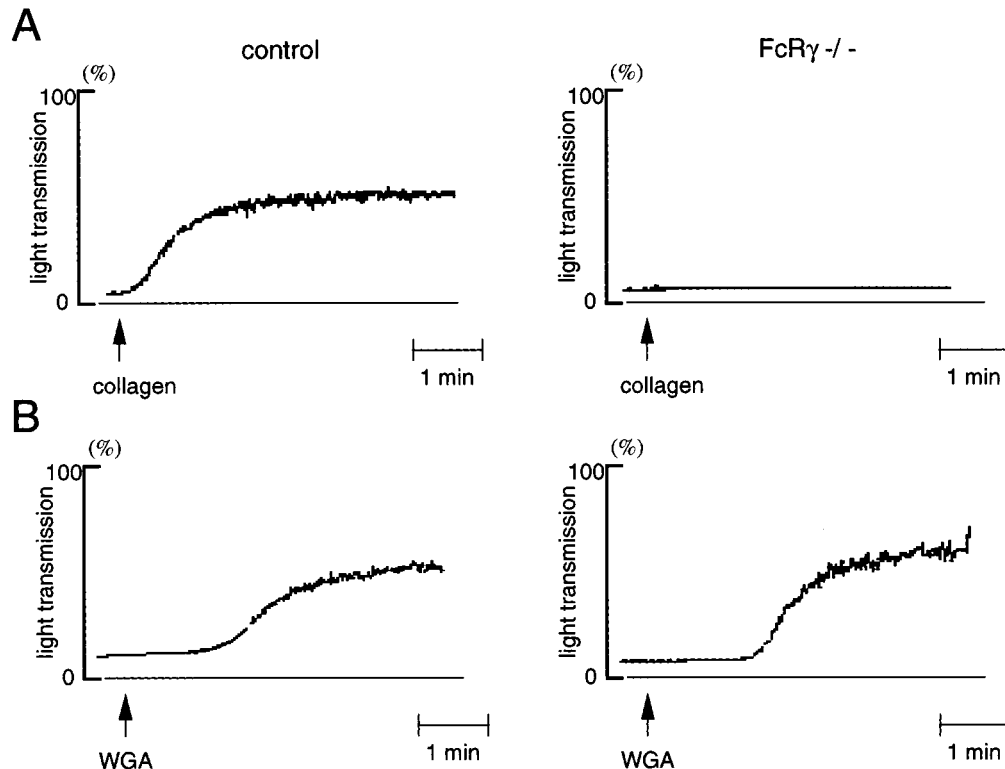 A
control
FcRγ -/ -
(%)
100
light transmission
0
collagen
1 min
(%)
100
light transmission
0
collagen
1 min
B
(%)
100
light transmission
0
WGA
1 min
(%)
100
light transmission
0
WGA
1 min